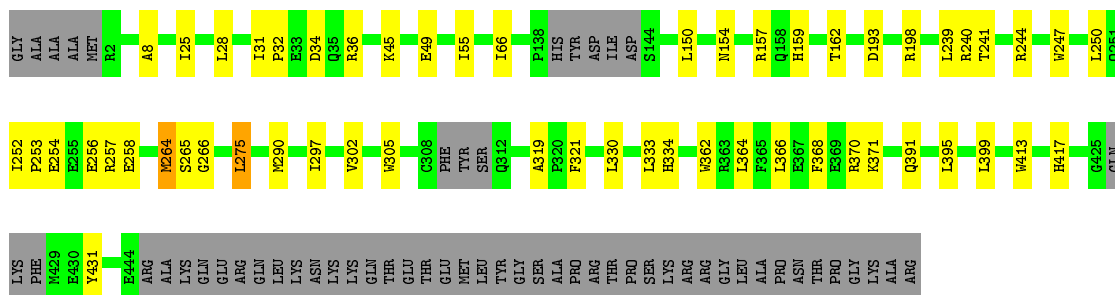 GLY ALA ALA ALA MET R2 A8 I25 L28 I31 P32 E33 D34 Q35 R36 K45 E49 I55 I66 P138 HIS TYR ASP ILE ASP S144 L150 N154 R157 Q158 H159 T162 D193 R198 L239 R240 T241 R244 W247 L250 Q251
I252 P253 E254 E255 E256 R257 E258 M264 S265 G266 L275 M290 I297 V302 W305 C308 PHE TYR SER Q312 A319 P320 F321 L330 L333 H334 W362 R363 L364 F365 L366 E367 F368 E369 R370 K371 Q391 L395 L399 W413 H417 G425 GLN
LYS PHE M429 E430 Y431 E444 ARG ALA LYS GLN GLU ARG GLN LEU LYS ASN LYS LYS GLN THR GLU THR GLU MET LEU TYR GLY SER ALA PRO ARG THR PRO SER LYS ARG ARG GLY LEU ALA PRO ASN THR PRO GLY LYS ALA ARG